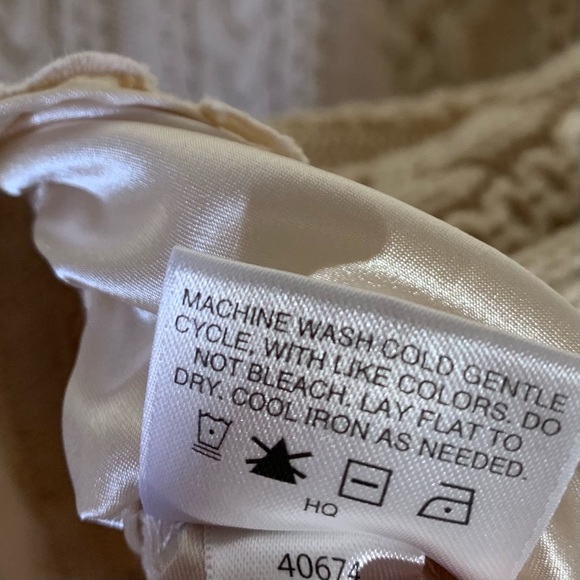 MACHINE WASH COLD GENTLE
CYCLE. WITH LIKE COLORS. DO
NOT BLEACH. LAY FLAT TO
DRY. COOL IRON AS NEEDED.
HQ
40674